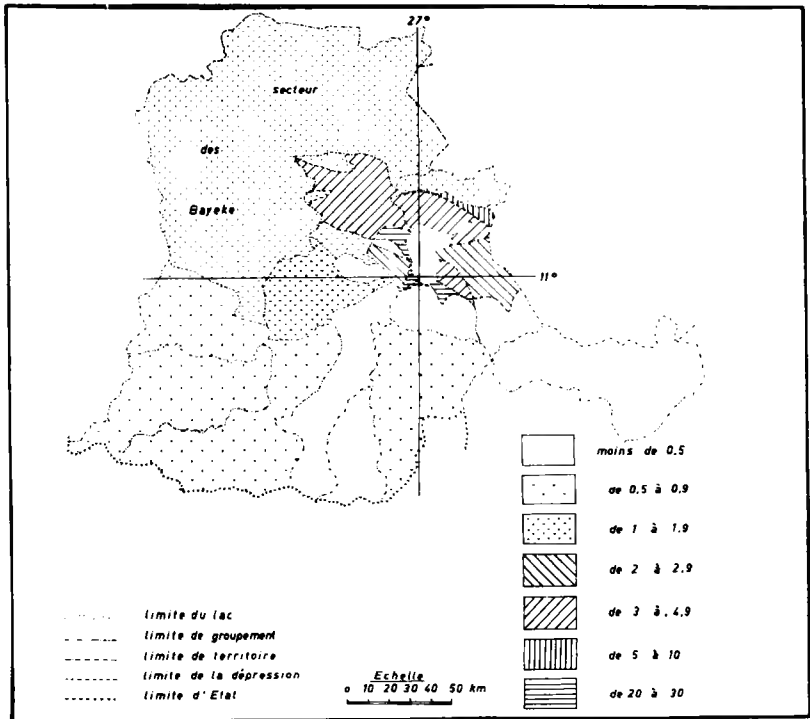 27°
secteur
des
Bayeke
11°
moins de 0.5
de 0,5 à 0,9
de 1 à 1,9
de 2 à 2,9
de 3 à 4,9
de 5 à 10
de 20 à 30
limite du lac
limite de groupement
limite de territoire
limite de la dépression
limite d'Etat
Echelle
0 10 20 30 40 50 km